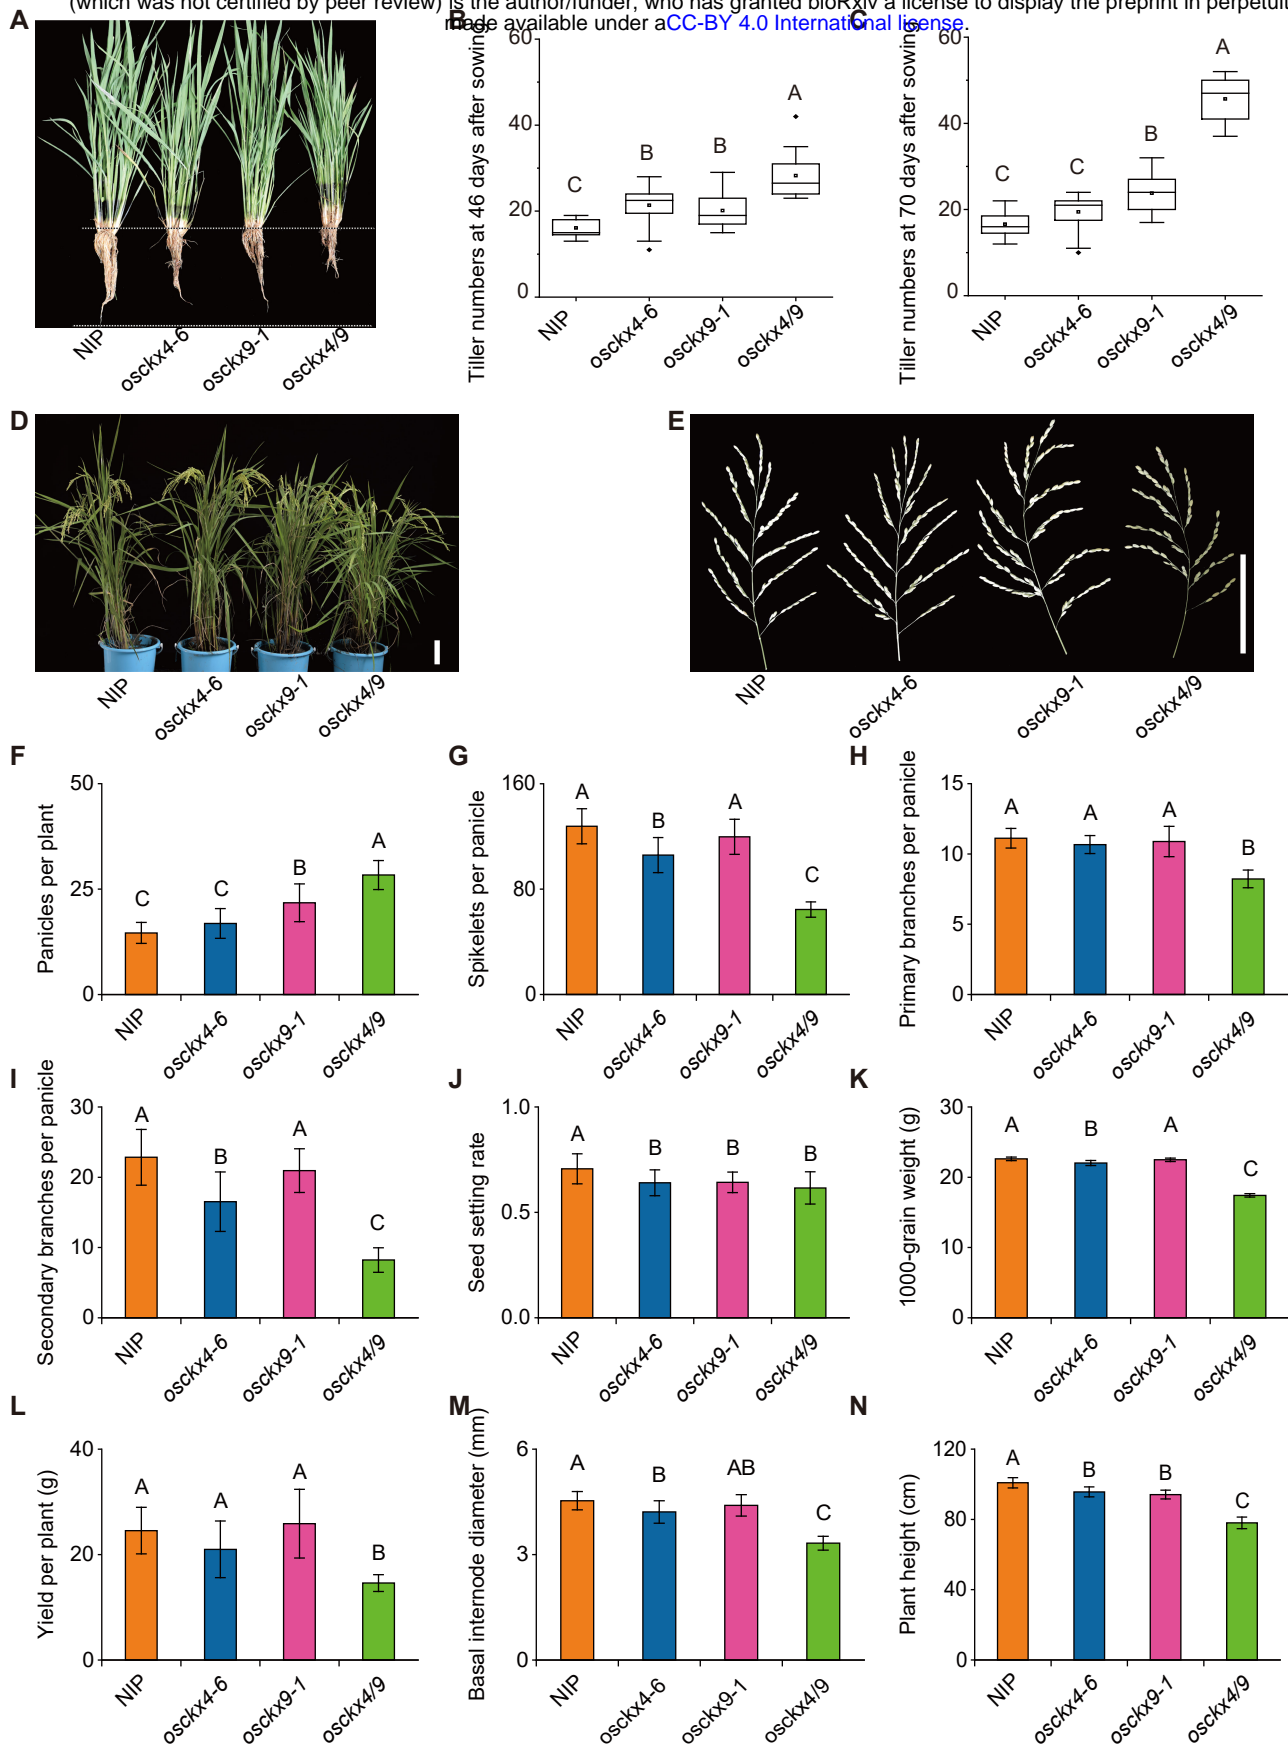 (which was not certified by peer review) is the author/funder, who has granted bioRxiv a license to display the preprint in perpetuity
made available under aCC-BY 4.0 International license.
A
NIP
osckx4-6
osckx9-1
osckx4/9
B
Tiller numbers at 46 days after sowing
60
40
20
0
C
B
B
A
NIP
osckx4-6
osckx9-1
osckx4/9
C
Tiller numbers at 70 days after sowing
60
40
20
0
C
C
B
A
NIP
osckx4-6
osckx9-1
osckx4/9
D
NIP
osckx4-6
osckx9-1
osckx4/9
E
NIP
osckx4-6
osckx9-1
osckx4/9
F
Panicles per plant
50
25
0
C
C
B
A
NIP
osckx4-6
osckx9-1
osckx4/9
G
Spikelets per panicle
160
80
0
A
B
A
C
NIP
osckx4-6
osckx9-1
osckx4/9
H
Primary branches per panicle
15
10
5
0
A
A
A
B
NIP
osckx4-6
osckx9-1
osckx4/9
I
Secondary branches per panicle
30
20
10
0
A
B
A
C
NIP
osckx4-6
osckx9-1
osckx4/9
J
Seed setting rate
1.0
0.5
0.0
A
B
B
B
NIP
osckx4-6
osckx9-1
osckx4/9
K
1000-grain weight (g)
30
20
10
0
A
B
A
C
NIP
osckx4-6
osckx9-1
osckx4/9
L
Yield per plant (g)
40
20
0
A
A
A
B
NIP
osckx4-6
osckx9-1
osckx4/9
M
Basal internode diameter (mm)
6
3
0
A
B
AB
C
NIP
osckx4-6
osckx9-1
osckx4/9
N
Plant height (cm)
120
80
40
0
A
B
B
C
NIP
osckx4-6
osckx9-1
osckx4/9